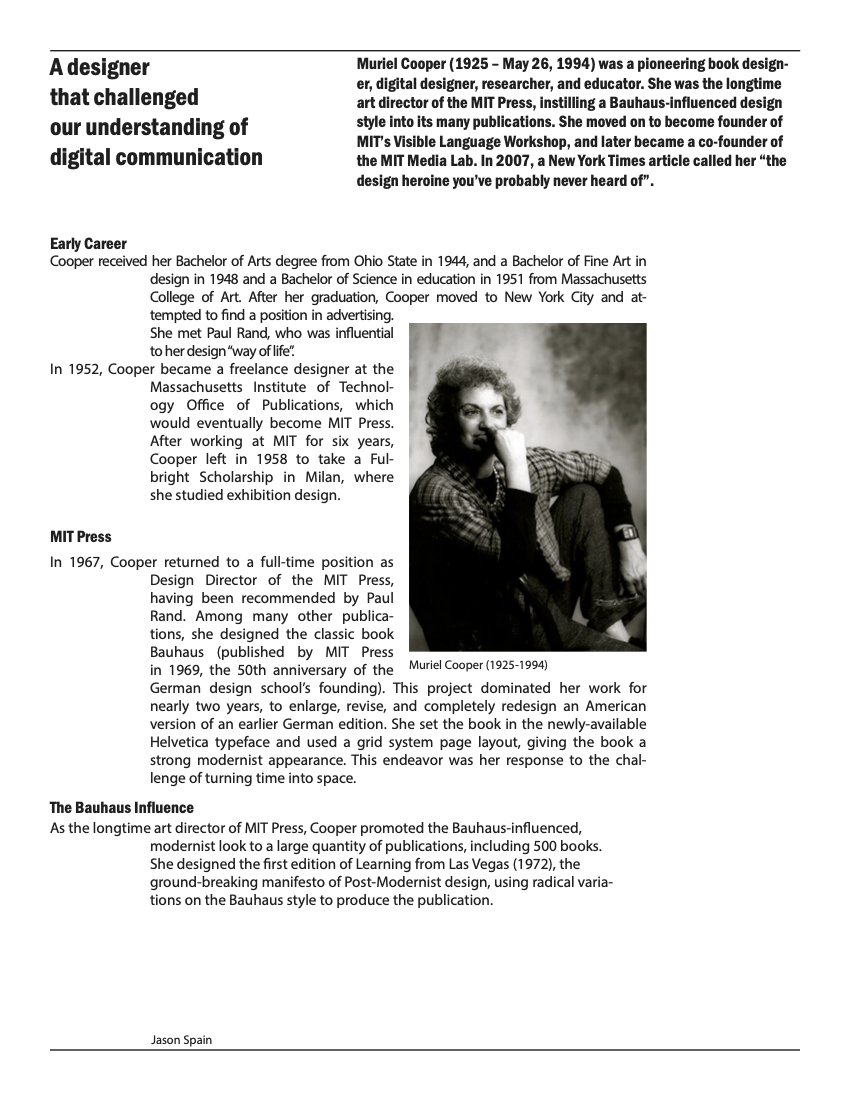 A designer
that challenged
our understanding of
digital communication
Muriel Cooper (1925 – May 26, 1994) was a pioneering book design-
er, digital designer, researcher, and educator. She was the longtime
art director of the MIT Press, instilling a Bauhaus-influenced design
style into its many publications. She moved on to become founder of
MIT's Visible Language Workshop, and later became a co-founder of
the MIT Media Lab. In 2007, a New York Times article called her “the
design heroine you've probably never heard of”.
Early Career
Cooper received her Bachelor of Arts degree from Ohio State in 1944, and a Bachelor of Fine Art in
design in 1948 and a Bachelor of Science in education in 1951 from Massachusetts
College of Art. After her graduation, Cooper moved to New York City and at-
tempted to find a position in advertising.
She met Paul Rand, who was influential
to her design “way of life”.
In 1952, Cooper became a freelance designer at the
Massachusetts Institute of Technol-
ogy Office of Publications, which
would eventually become MIT Press.
After working at MIT for six years,
Cooper left in 1958 to take a Ful-
bright Scholarship in Milan, where
she studied exhibition design.
MIT Press
In 1967, Cooper returned to a full-time position as
Design Director of the MIT Press,
having been recommended by Paul
Rand. Among many other publica-
tions, she designed the classic book
Bauhaus (published by MIT Press
in 1969, the 50th anniversary of the
German design school's founding). This project dominated her work for
nearly two years, to enlarge, revise, and completely redesign an American
version of an earlier German edition. She set the book in the newly-available
Helvetica typeface and used a grid system page layout, giving the book a
strong modernist appearance. This endeavor was her response to the chal-
lenge of turning time into space.
Muriel Cooper (1925-1994)
The Bauhaus Influence
As the longtime art director of MIT Press, Cooper promoted the Bauhaus-influenced,
modernist look to a large quantity of publications, including 500 books.
She designed the first edition of Learning from Las Vegas (1972), the
ground-breaking manifesto of Post-Modernist design, using radical varia-
tions on the Bauhaus style to produce the publication.
Jason Spain